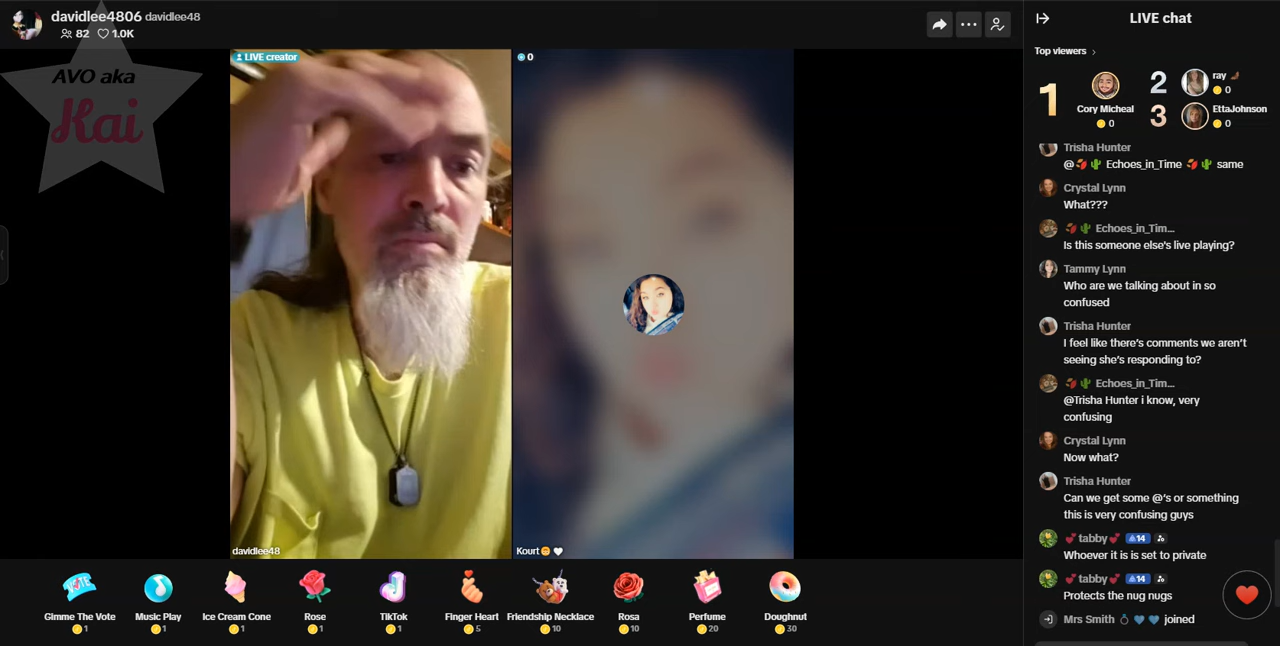 davidlee4806 davidlee48
82 1.0K
AVO aka
Kai
LIVE creator
0
davidlee48
Kourt
Gimme The Vote
1
Music Play
1
Ice Cream Cone
1
Rose
1
TikTok
1
Finger Heart
5
Friendship Necklace
10
Rosa
10
Perfume
20
Doughnut
30
LIVE chat
Top viewers
1
Cory Micheal
0
2
ray
0
3
EttaJohnson
0
Trisha Hunter
@ Echoes_in_Time same
Crystal Lynn
What???
Echoes_in_Tim...
Is this someone else's live playing?
Tammy Lynn
Who are we talking about in so
confused
Trisha Hunter
I feel like there's comments we aren't
seeing she's responding to?
Echoes_in_Tim...
@Trisha Hunter i know, very
confusing
Crystal Lynn
Now what?
Trisha Hunter
Can we get some @'s or something
this is very confusing guys
tabby 14
Whoever it is is set to private
tabby 14
Protects the nug nugs
Mrs Smith joined